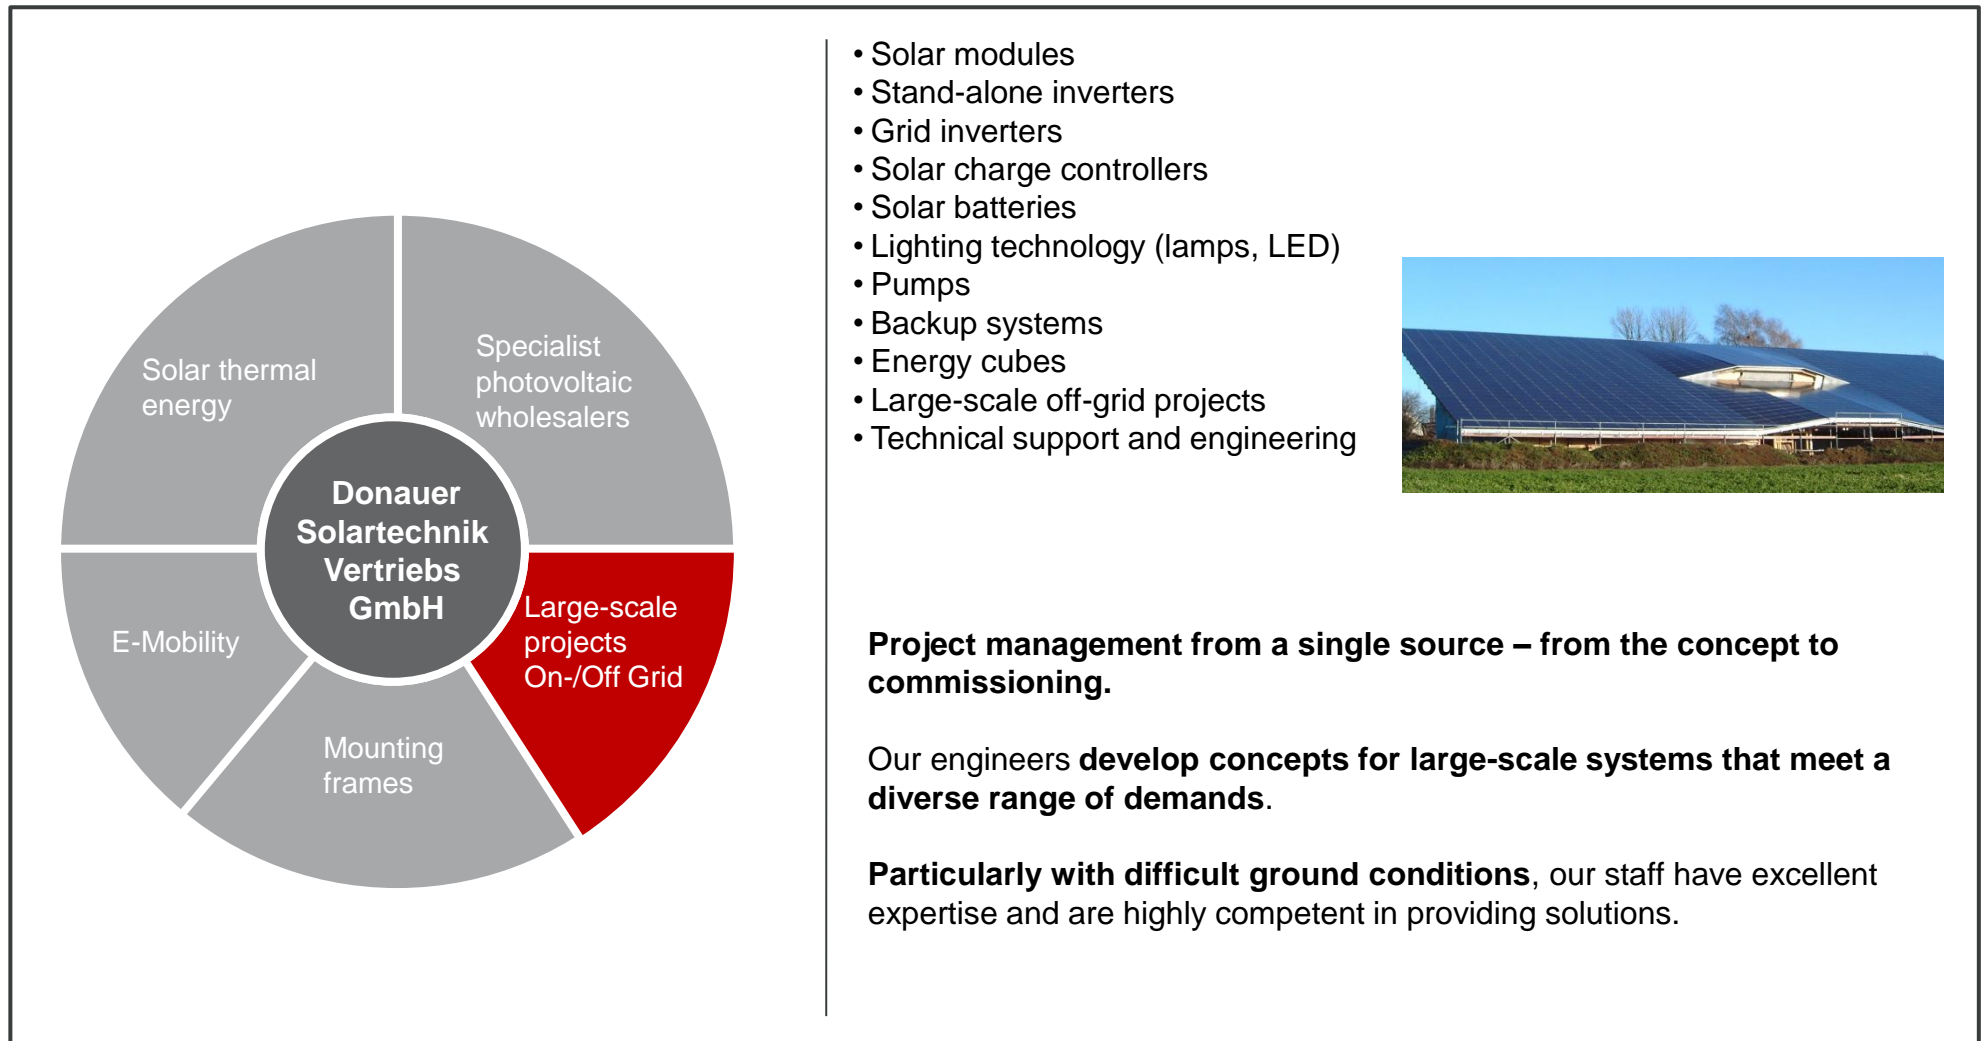 Solar thermal
energy
Specialist
photovoltaic
wholesalers
Donauer
Solartechnik
Vertriebs
GmbH
E-Mobility
Large-scale
projects
On-/Off Grid
Mounting
frames
• Solar modules
• Stand-alone inverters
• Grid inverters
• Solar charge controllers
• Solar batteries
• Lighting technology (lamps, LED)
• Pumps
• Backup systems
• Energy cubes
• Large-scale off-grid projects
• Technical support and engineering
Project management from a single source – from the concept to
commissioning.
Our engineers develop concepts for large-scale systems that meet a
diverse range of demands.
Particularly with difficult ground conditions, our staff have excellent
expertise and are highly competent in providing solutions.